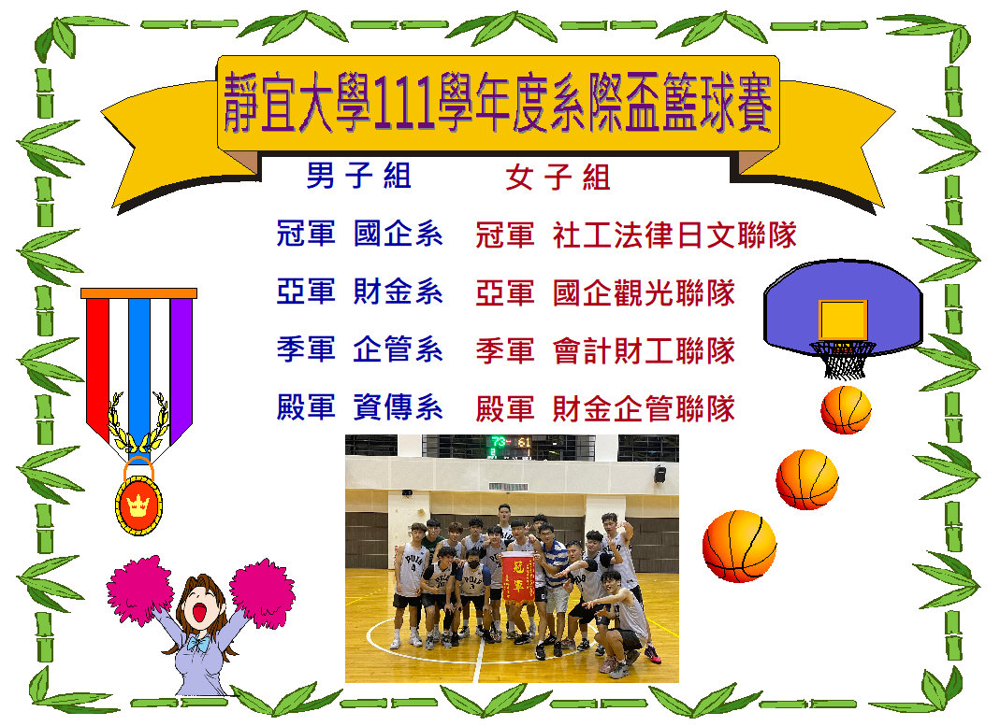 靜宜大學111學年度系際盃籃球賽
男子組 女子組
冠軍 國企系 冠軍 社工法律日文聯隊
亞軍 財金系 亞軍 國企觀光聯隊
季軍 企管系 季軍 會計財工聯隊
殿軍 資傳系 殿軍 財金企管聯隊
73 61
冠軍